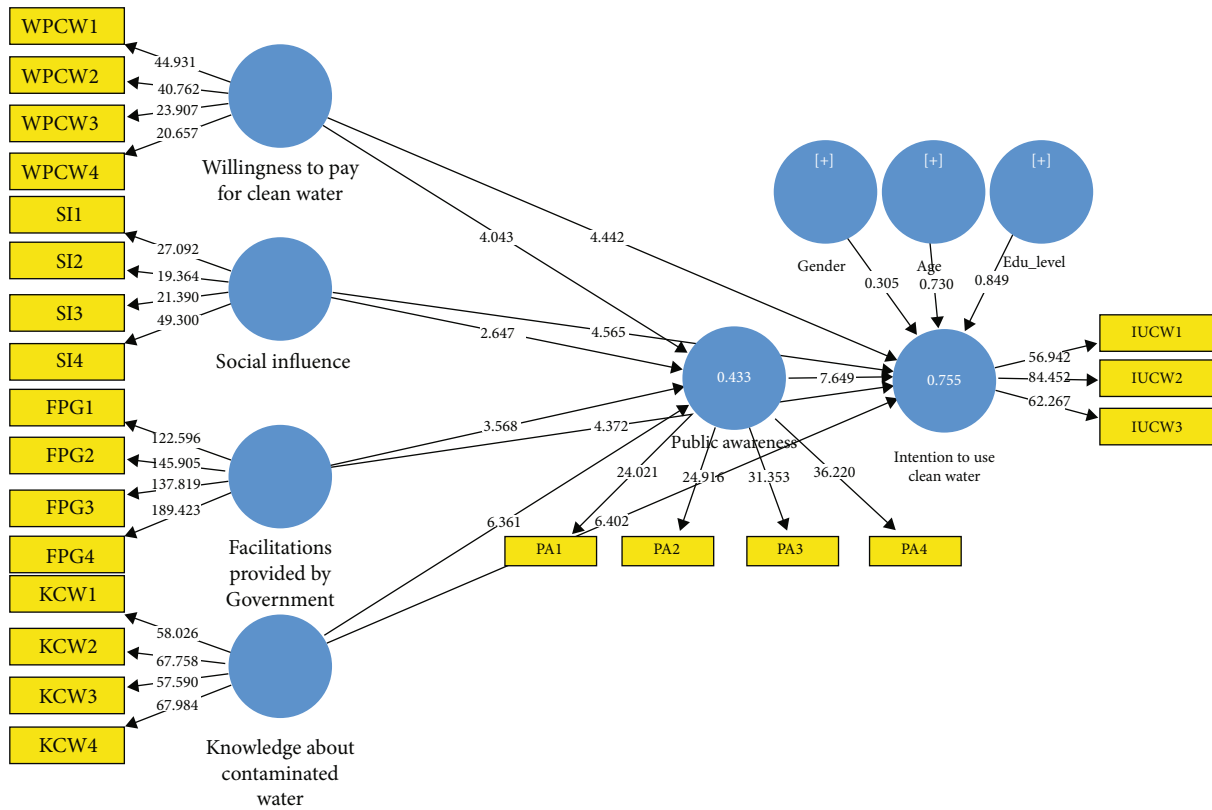 WPCW1
WPCW2
WPCW3
WPCW4
44.931
40.762
23.907
20.657
Willingness to pay
for clean water
SI1
SI2
SI3
SI4
27.092
19.364
21.390
49.300
Social influence
FPG1
FPG2
FPG3
FPG4
122.596
145.905
137.819
189.423
Facilitations
provided by
Government
KCW1
KCW2
KCW3
KCW4
58.026
67.758
57.590
67.984
Knowledge about
contaminated
water
4.043
4.442
2.647
4.565
3.568
4.372
6.361
6.402
0.433
Public awareness
7.649
24.021
24.916
31.353
36.220
PA1
PA2
PA3
PA4
[+]
[+]
[+]
Gender
Age
Edu_level
0.305
0.730
0.849
0.755
Intention to use
clean water
56.942
84.452
62.267
IUCW1
IUCW2
IUCW3